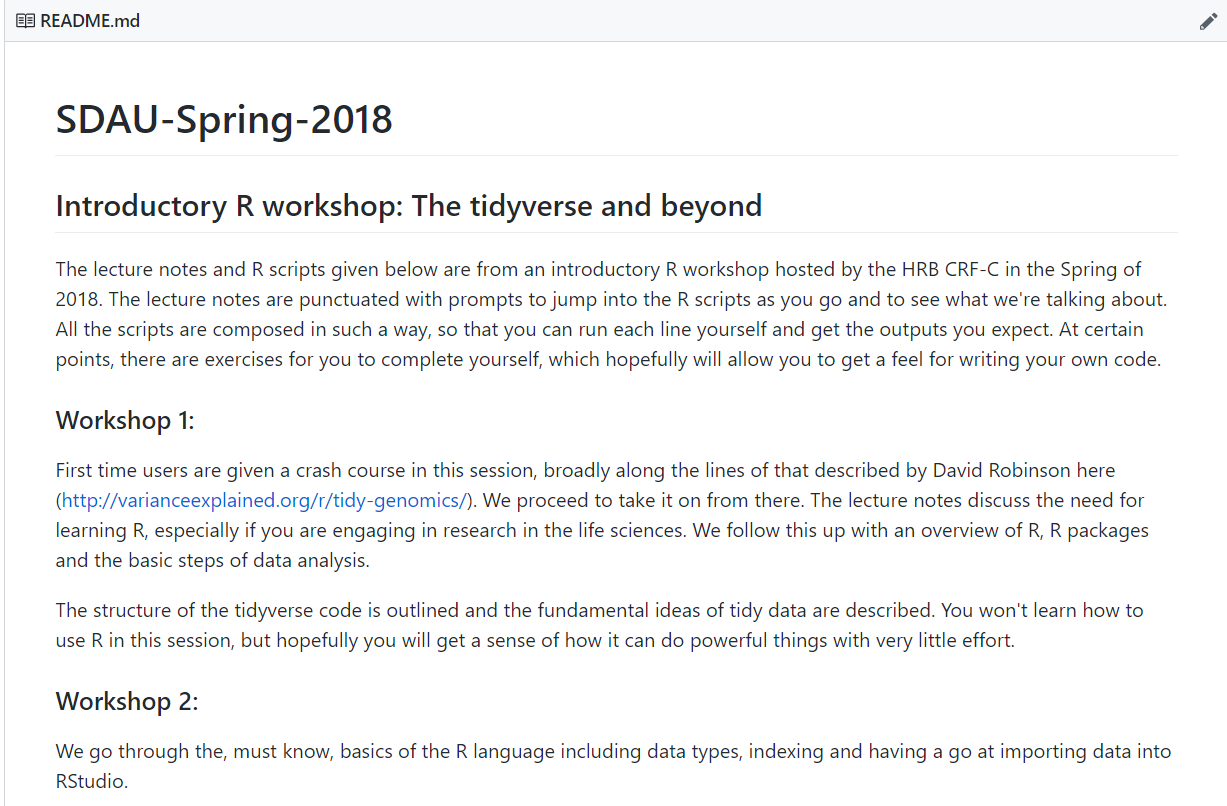 README.md
SDAU-Spring-2018
Introductory R workshop: The tidyverse and beyond
The lecture notes and R scripts given below are from an introductory R workshop hosted by the HRB CRF-C in the Spring of
2018. The lecture notes are punctuated with prompts to jump into the R scripts as you go and to see what we're talking about.
All the scripts are composed in such a way, so that you can run each line yourself and get the outputs you expect. At certain
points, there are exercises for you to complete yourself, which hopefully will allow you to get a feel for writing your own code.
Workshop 1:
First time users are given a crash course in this session, broadly along the lines of that described by David Robinson here
(http://varianceexplained.org/r/tidy-genomics/). We proceed to take it on from there. The lecture notes discuss the need for
learning R, especially if you are engaging in research in the life sciences. We follow this up with an overview of R, R packages
and the basic steps of data analysis.
The structure of the tidyverse code is outlined and the fundamental ideas of tidy data are described. You won't learn how to
use R in this session, but hopefully you will get a sense of how it can do powerful things with very little effort.
Workshop 2:
We go through the, must know, basics of the R language including data types, indexing and having a go at importing data into
RStudio.